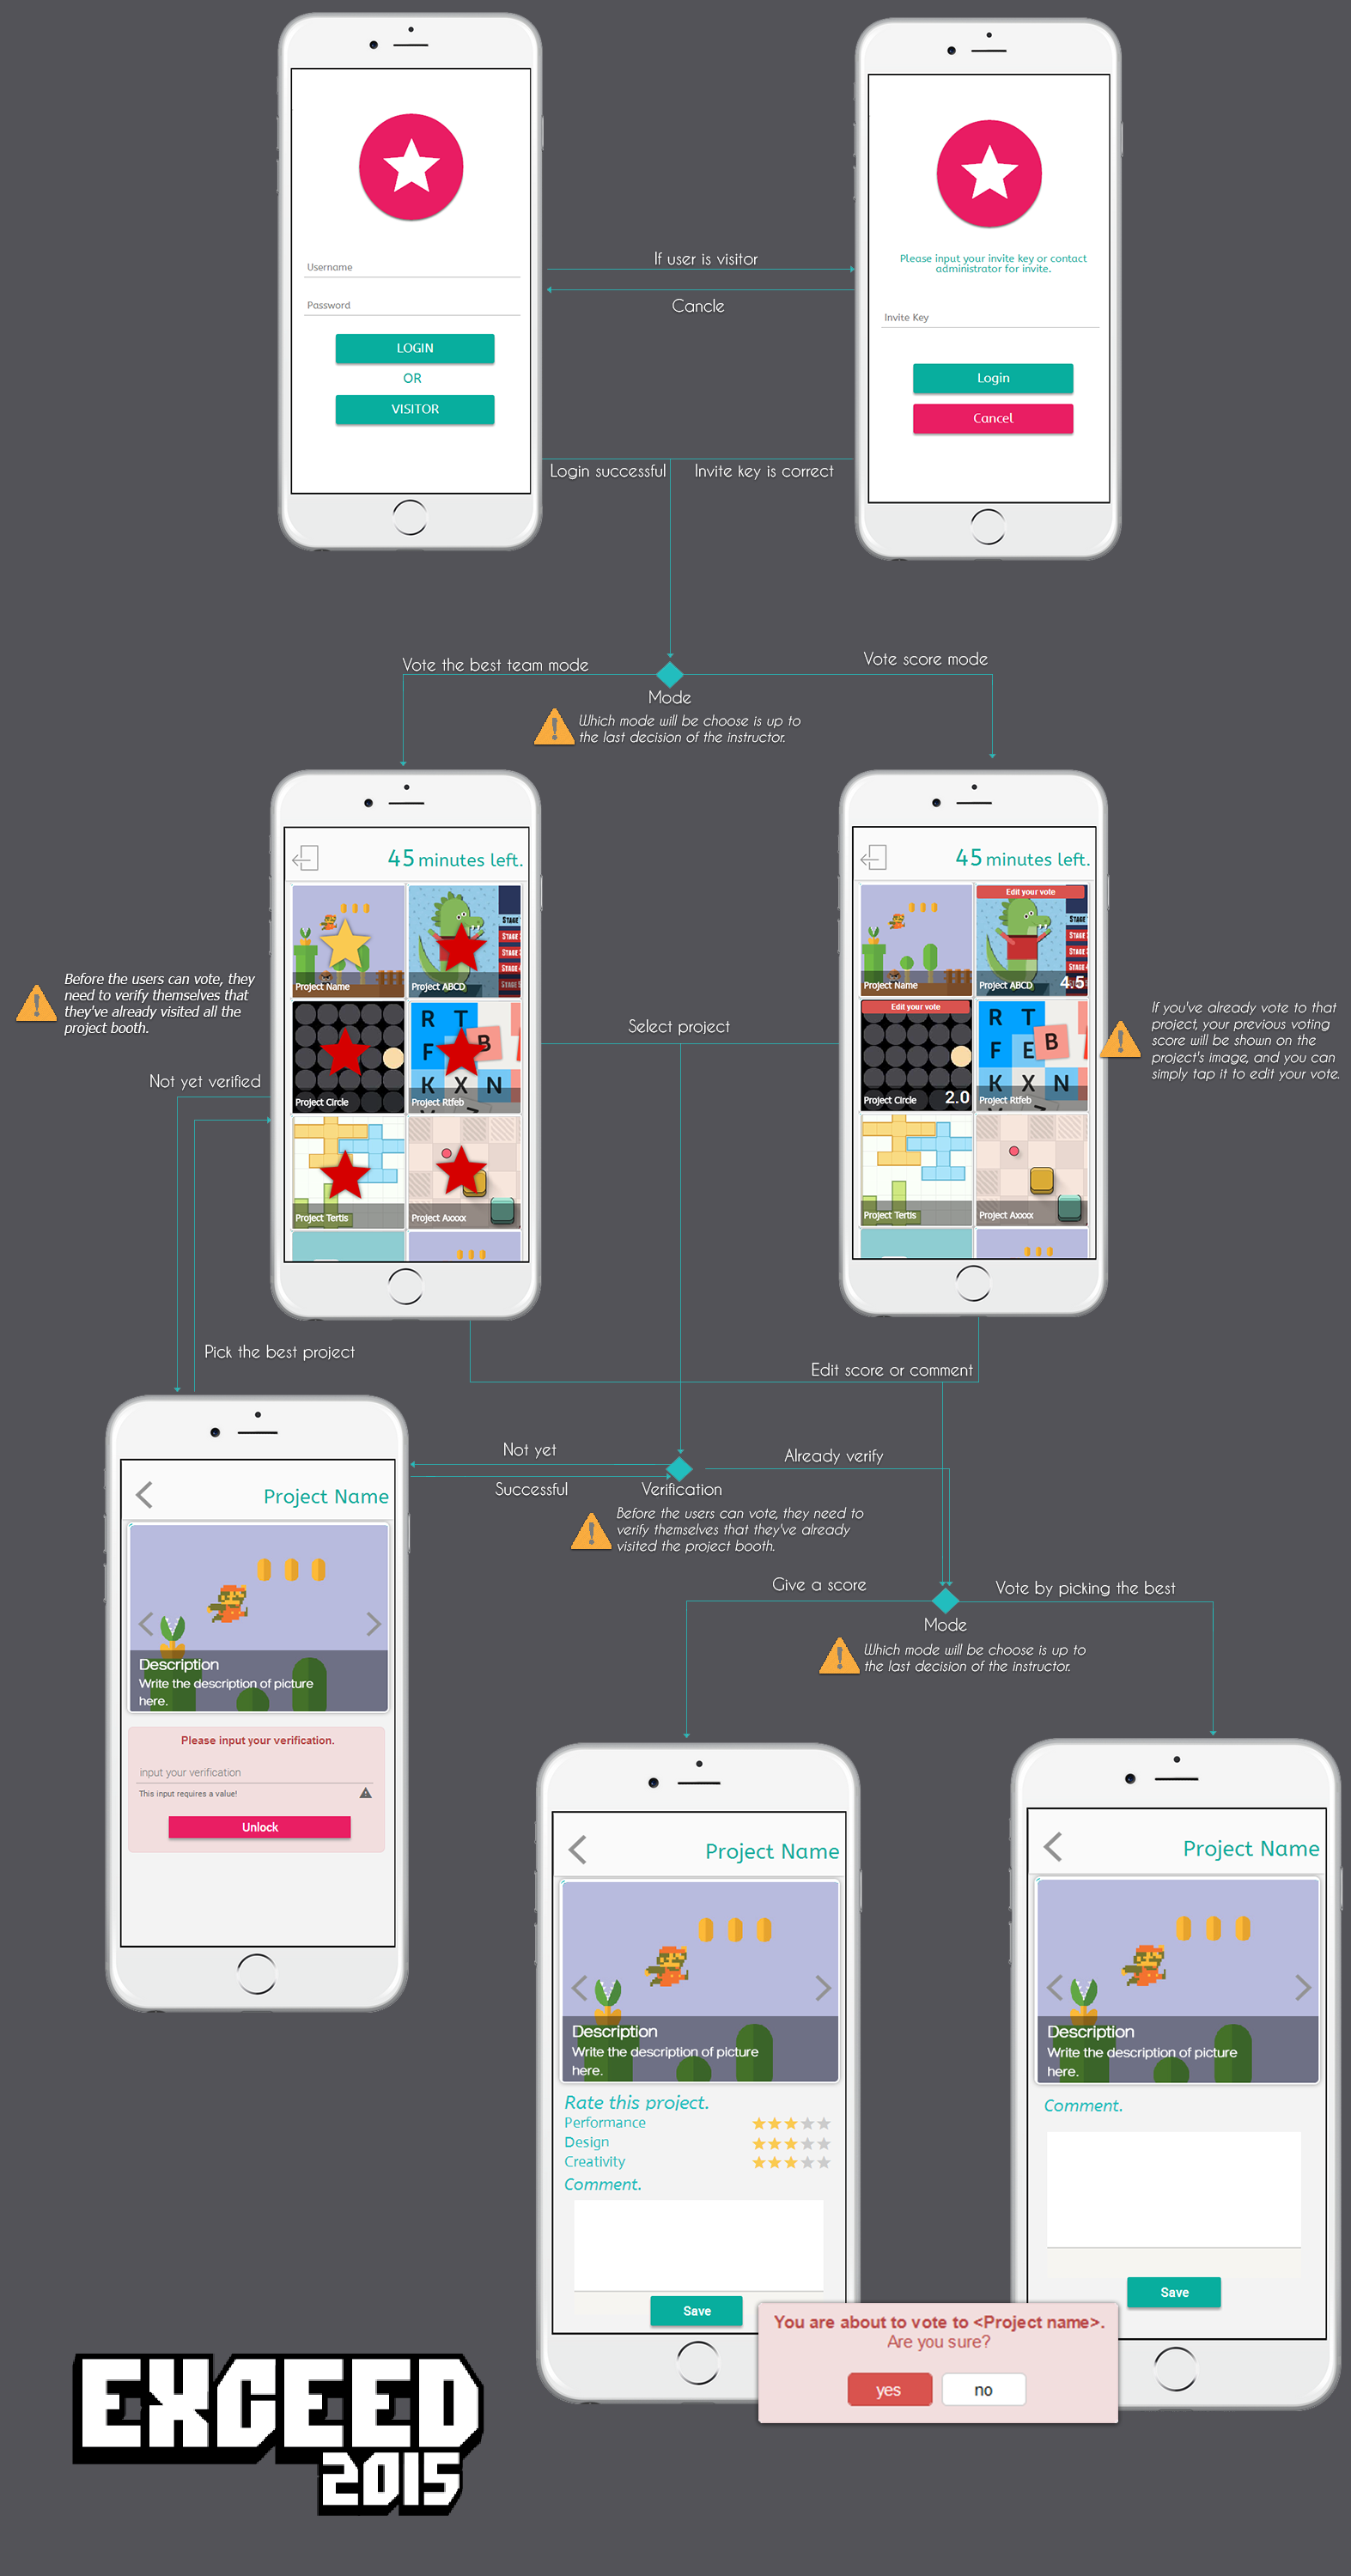 Username
Password
LOGIN
OR
VISITOR
If user is visitor
Cancle
Please input your invite key or contact
administrator for invite.
Invite Key
Login
Cancel
Login successful
Invite key is correct
Vote the best team mode
Vote score mode
Mode
Which mode will be choose is up to
the last decision of the instructor.
45 minutes left.
STAGE
STAGE
STAGE
STAGE
Project Name
Project ABCD
R T
F B
K X N
Project Circle
Project Rtfeb
Project Tertis
Project Axxxx
45 minutes left.
Edit your vote
STAGE
STAGE
STAGE
Project Name
Project ABCD
4.5
Edit your vote
R T
F E B
K X N
Project Circle
2.0
Project Rtfeb
Project Tertis
Project Axxxx
Before the users can vote, they
need to verify themselves that
they've already visited all the
project booth.
Not yet verified
Select project
If you've already vote to that
project, your previous voting
score will be shown on the
project's image, and you can
simply tap it to edit your vote.
Pick the best project
Edit score or comment
Not yet
Successful
Verification
Already verify
Before the users can vote, they need to
verify themselves that they've already
visited the project booth.
Project Name
Description
Write the description of picture
here.
Please input your verification.
input your verification
This input requires a value!
Unlock
Give a score
Vote by picking the best
Mode
Which mode will be choose is up to
the last decision of the instructor.
Project Name
Description
Write the description of picture
here.
Rate this project.
Performance
Design
Creativity
Comment.
Save
Project Name
Description
Write the description of picture
here.
Comment.
Save
You are about to vote to <Project name>.
Are you sure?
yes
no
EXCEED
2015